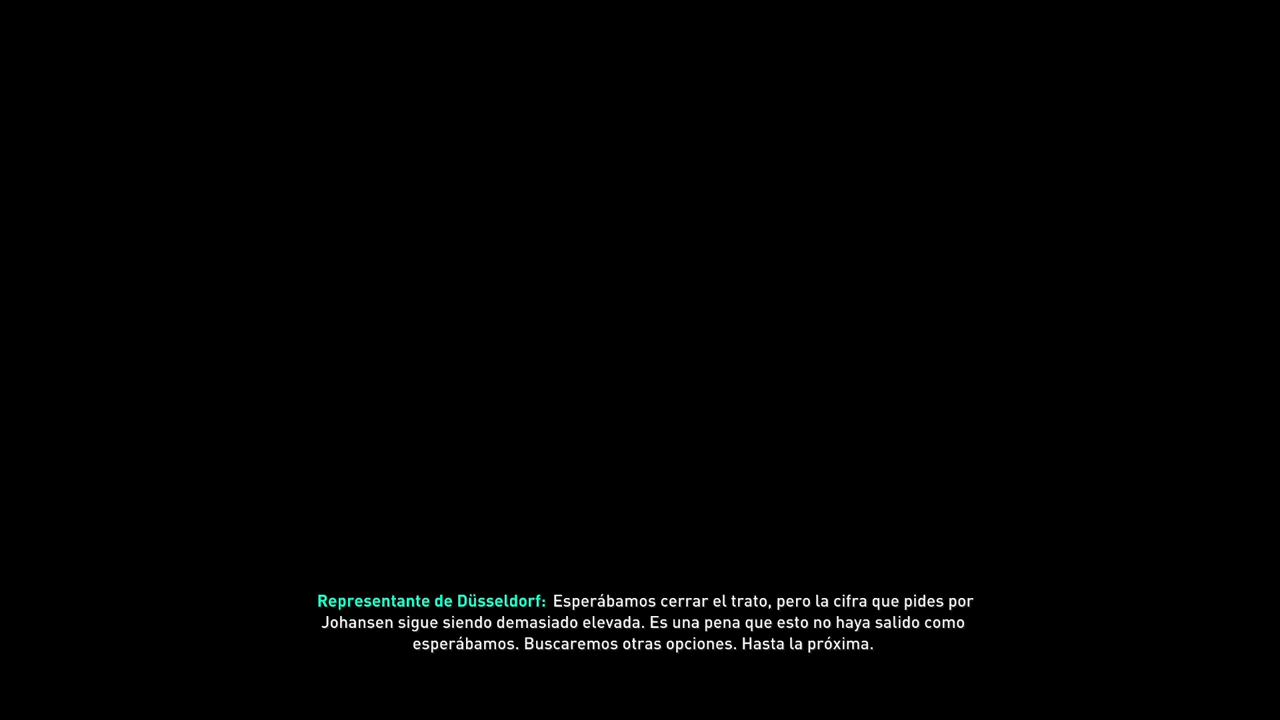 Representante de Düsseldorf: Esperábamos cerrar el trato, pero la cifra que pides por
Johansen sigue siendo demasiado elevada. Es una pena que esto no haya salido como
esperábamos. Buscaremos otras opciones. Hasta la próxima.